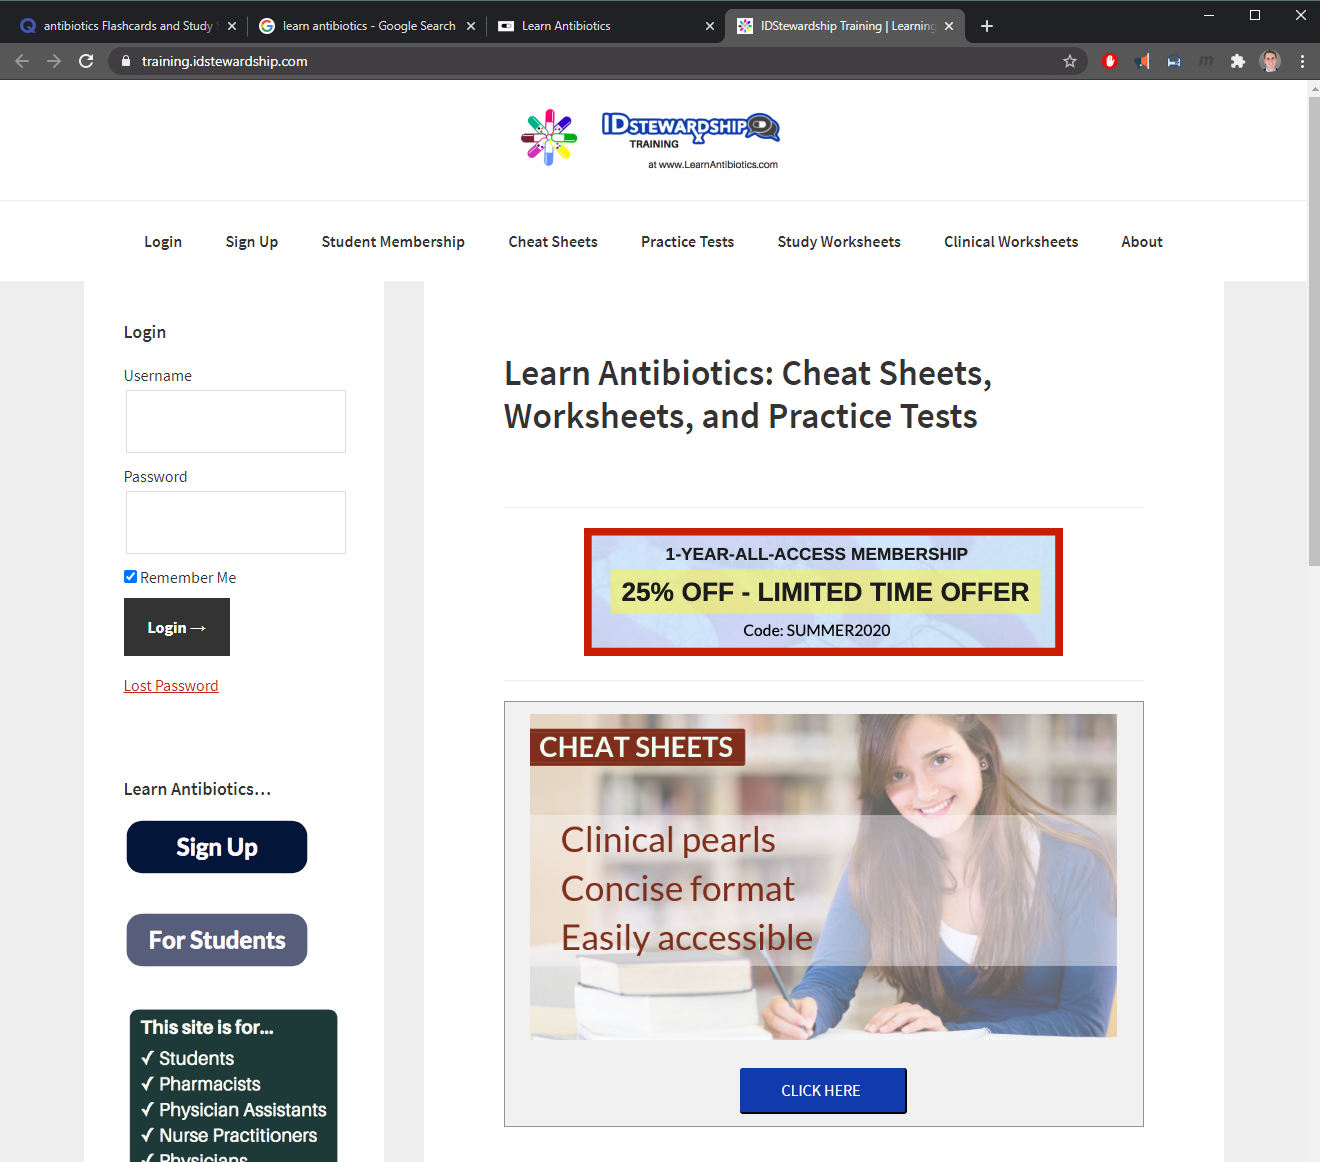 antibiotics Flashcards and Study
learn antibiotics - Google Search
Learn Antibiotics
IDStewardship Training | Learning
training.idstewardship.com
IDSTEWARDSHIP
TRAINING
at www.LearnAntibiotics.com
Login
Sign Up
Student Membership
Cheat Sheets
Practice Tests
Study Worksheets
Clinical Worksheets
About
Login
Username
Password
Remember Me
Login →
Lost Password
Learn Antibiotics...
Sign Up
For Students
This site is for...
✓ Students
✓ Pharmacists
✓ Physician Assistants
✓ Nurse Practitioners
✓ Physicians
Learn Antibiotics: Cheat Sheets,
Worksheets, and Practice Tests
1-YEAR-ALL-ACCESS MEMBERSHIP
25% OFF - LIMITED TIME OFFER
Code: SUMMER2020
CHEAT SHEETS
Clinical pearls
Concise format
Easily accessible
CLICK HERE